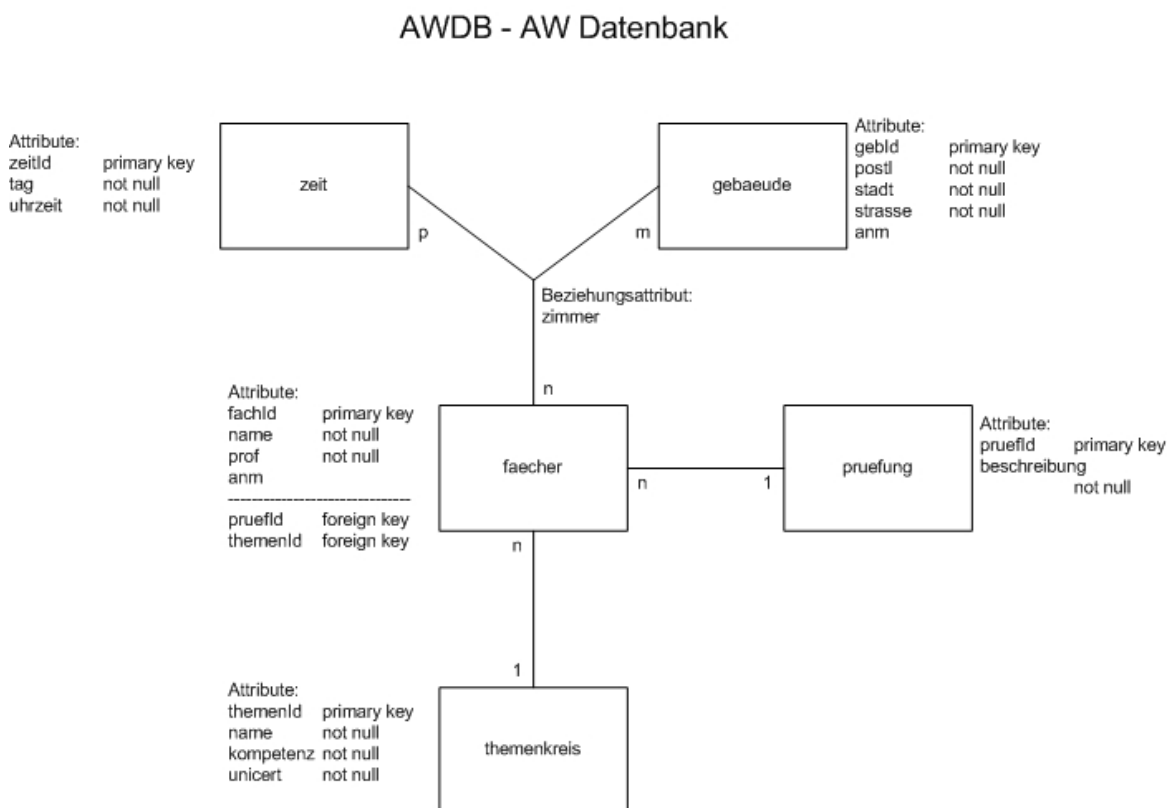 AWDB - AW Datenbank
Attribute:
zeitId primary key
tag not null
uhrzeit not null
zeit
p
gebaeude
m
Attribute:
gebId primary key
postl not null
stadt not null
strasse not null
anm
Beziehungsattribut:
zimmer
n
Attribute:
fachId primary key
name not null
prof not null
anm
pruefId foreign key
themenId foreign key
faecher
n
1
pruefung
Attribute:
pruefId primary key
beschreibung
not null
n
1
Attribute:
themenId primary key
name not null
kompetenz not null
unicert not null
themenkreis